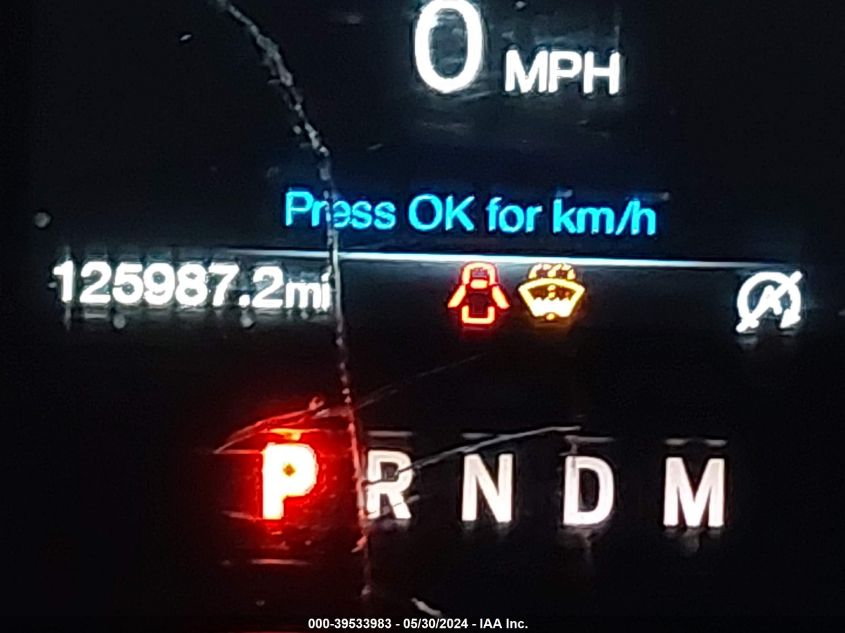 0 MPH
Press OK for km/h
125987.2mi
P R N D M
000-39533983 - 05/30/2024 - IAA Inc.